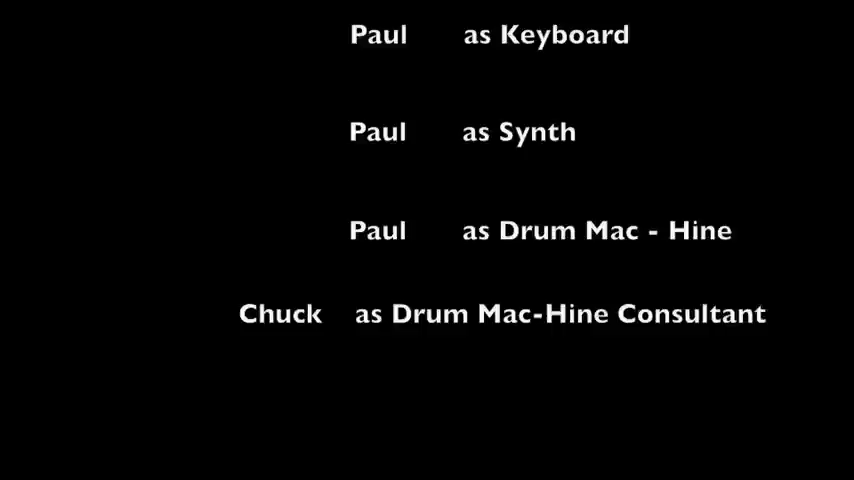 Paul as Keyboard
Paul as Synth
Paul as Drum Mac - Hine
Chuck as Drum Mac-Hine Consultant